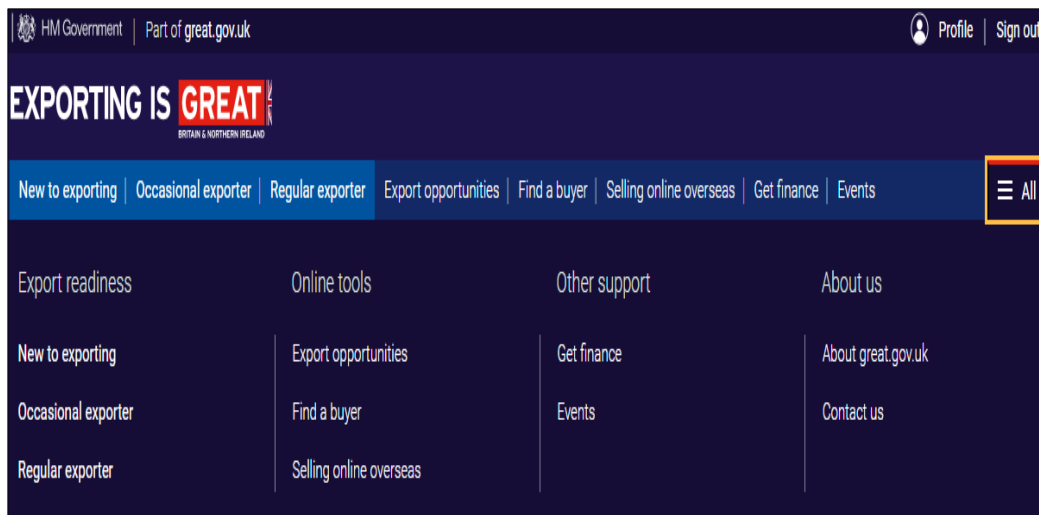 HM Government | Part of great.gov.uk
Profile | Sign out
EXPORTING IS GREAT
BRITAIN & NORTHERN IRELAND
New to exporting | Occasional exporter | Regular exporter Export opportunities | Find a buyer | Selling online overseas | Get finance | Events
All
Export readiness
New to exporting
Occasional exporter
Regular exporter
Online tools
Export opportunities
Find a buyer
Selling online overseas
Other support
Get finance
Events
About us
About great.gov.uk
Contact us